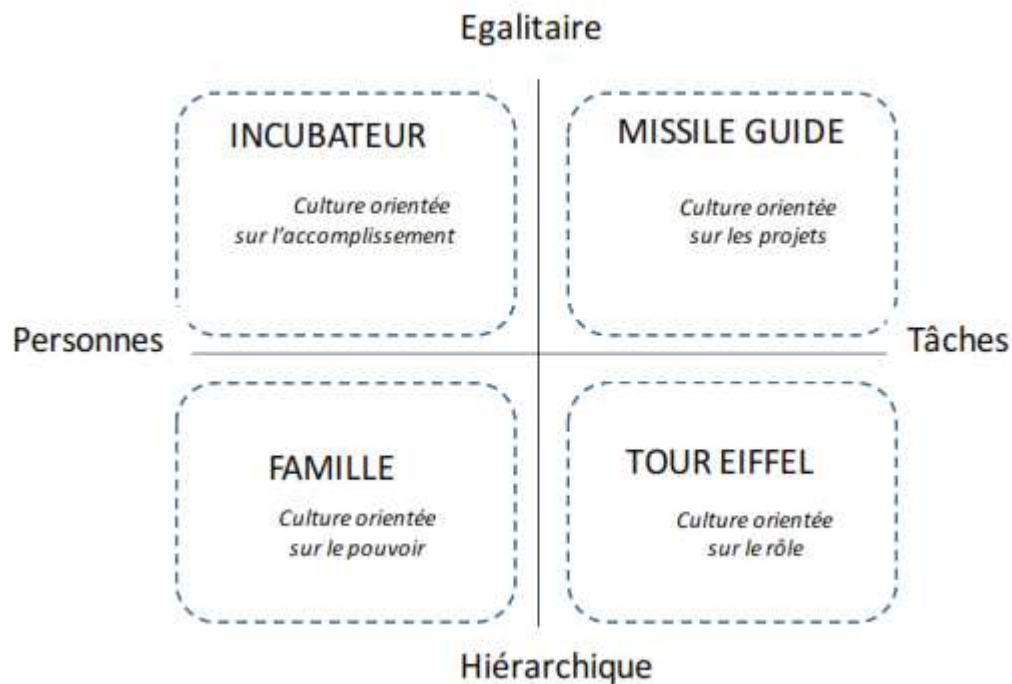 Egalitaire
INCUBATEUR
Culture orientée
sur l'accomplissement
MISSILE GUIDE
Culture orientée
sur les projets
Personnes
Tâches
FAMILLE
Culture orientée
sur le pouvoir
TOUR EIFFEL
Culture orientée
sur le rôle
Hiérarchique